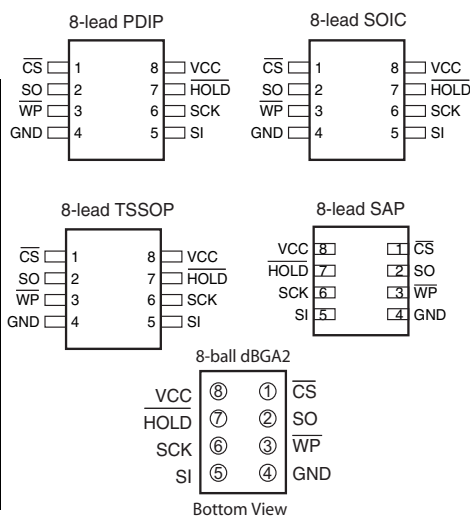 8-lead PDIP
CS 1 8 VCC
SO 2 7 HOLD
WP 3 6 SCK
GND 4 5 SI
8-lead SOIC
CS 1 8 VCC
SO 2 7 HOLD
WP 3 6 SCK
GND 4 5 SI
8-lead TSSOP
CS 1 8 VCC
SO 2 7 HOLD
WP 3 6 SCK
GND 4 5 SI
8-lead SAP
VCC 8 1 CS
HOLD 7 2 SO
SCK 6 3 WP
SI 5 4 GND
8-ball dBGA2
VCC 8 1 CS
HOLD 7 2 SO
SCK 6 3 WP
SI 5 4 GND
Bottom View